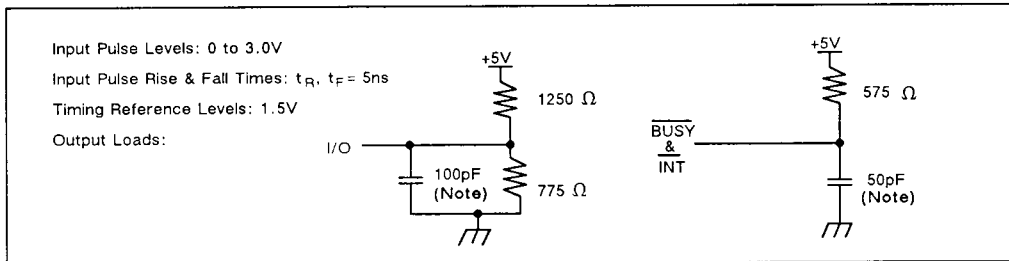 Input Pulse Levels: 0 to 3.0V
Input Pulse Rise & Fall Times: tR, tF = 5ns
Timing Reference Levels: 1.5V
Output Loads:
+5V
1250 Ω
I/O
100pF
(Note)
775 Ω
+5V
575 Ω
BUSY
&
INT
50pF
(Note)